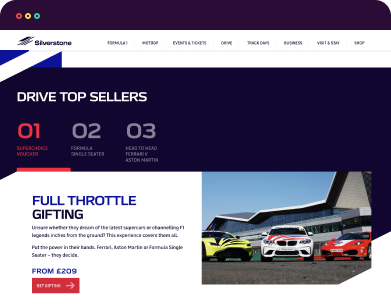 Silverstone
FORMULA 1 MOTOGP EVENTS & TICKETS DRIVE TRACK DAYS BUSINESS VISIT & STAY SHOP
DRIVE TOP SELLERS
01 02 03
SUPERCHOICE
VOUCHER
FORMULA
SINGLE SEATER
HEAD TO HEAD
FERRARI V
ASTON MARTIN
FULL THROTTLE
GIFTING
Unsure whether they dream of the latest supercars or channelling F1
legends inches from the ground? This experience covers them all.
Put the power in their hands. Ferrari, Aston Martin or Formula Single
Seater – they decide.
FROM £209
GET GIFTING